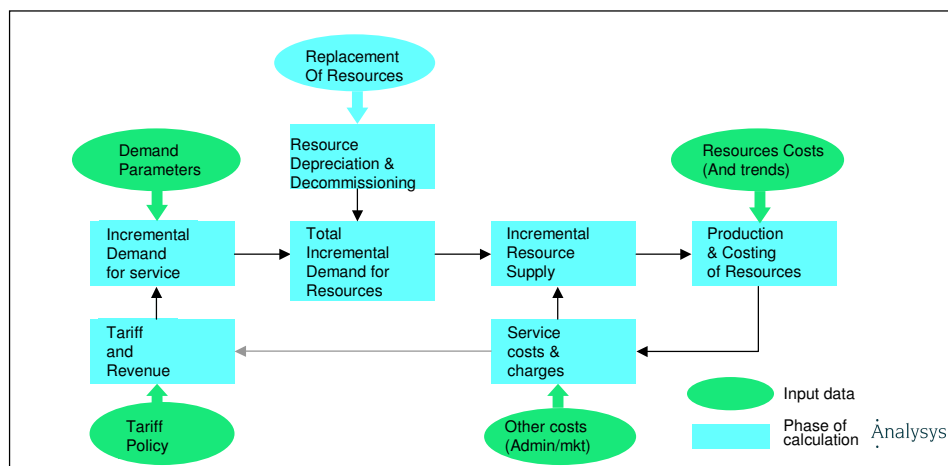 Replacement
Of Resources
Demand
Parameters
Resource
Depreciation &
Decommissioning
Resources Costs
(And trends)
Incremental
Demand
for service
Total
Incremental
Demand for
Resources
Incremental
Resource
Supply
Production
& Costing
of Resources
Tariff
and
Revenue
Service
costs &
charges
Tariff
Policy
Other costs
(Admin/mkt)
Input data
Phase of
calculation
Analysys